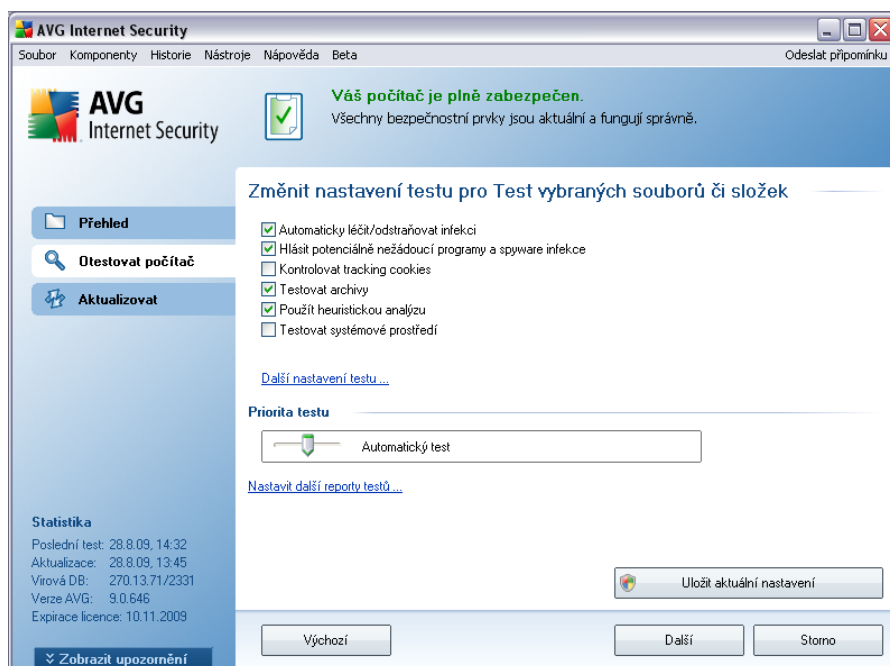 AVG Internet Security
Soubor Komponenty Historie Nástroje Nápověda Beta Odeslat připomínku
AVG
Internet Security
Váš počítač je plně zabezpečen.
Všechny bezpečnostní prvky jsou aktuální a fungují správně.
Přehled
Otestovat počítač
Aktualizovat
Změnit nastavení testu pro Test vybraných souborů či složek
Automaticky léčit/odstraňovat infekci
Hlásit potenciálně nežádoucí programy a spyware infekce
Kontrolovat tracking cookies
Testovat archivy
Použít heuristickou analýzu
Testovat systémové prostředí
Další nastavení testu ...
Priorita testu
Automatický test
Nastavit další reporty testů ...
Statistika
Poslední test: 28.8.09, 14:32
Aktualizace: 28.8.09, 13:45
Virová DB: 270.13.71/2331
Verze AVG: 9.0.646
Expirace licence: 10.11.2009
Zobrazit upozornění
Uložit aktuální nastavení
Výchozí
Další
Storno